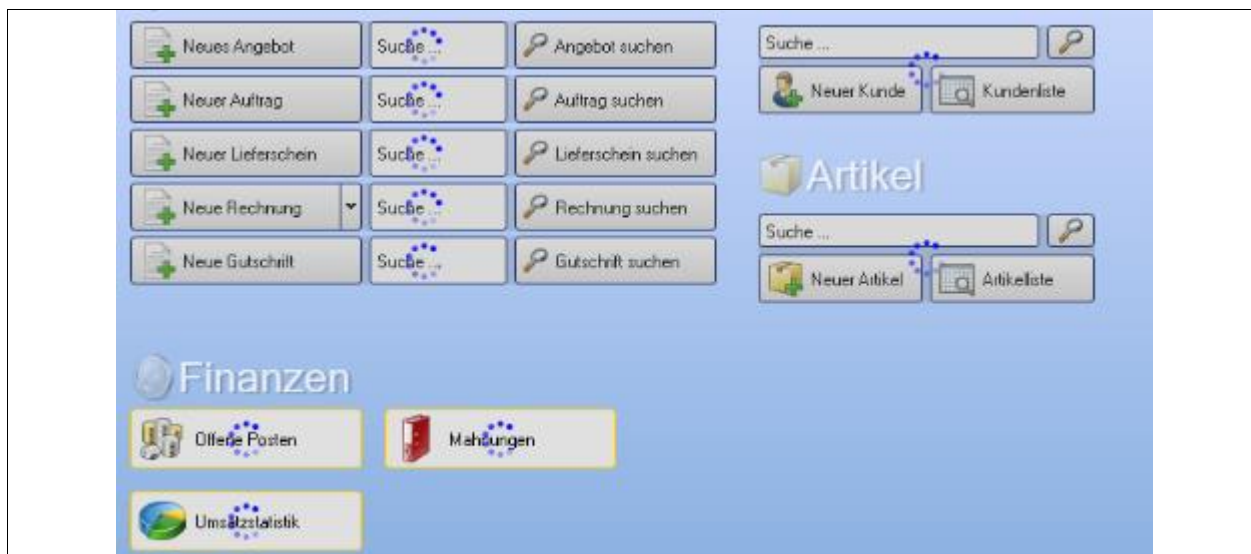 Neues Angebot Suche ... Angebot suchen
Neuer Auftrag Suche ... Auftrag suchen
Neuer Lieferschein Suche ... Lieferschein suchen
Neue Rechnung Suche ... Rechnung suchen
Neue Gutschrift Suche ... Gutschrift suchen
Suche ...
Neuer Kunde Kundenliste
Artikel
Suche ...
Neuer Artikel Artikelliste
Finanzen
Offene Posten Mahnungen
Umsatzstatistik